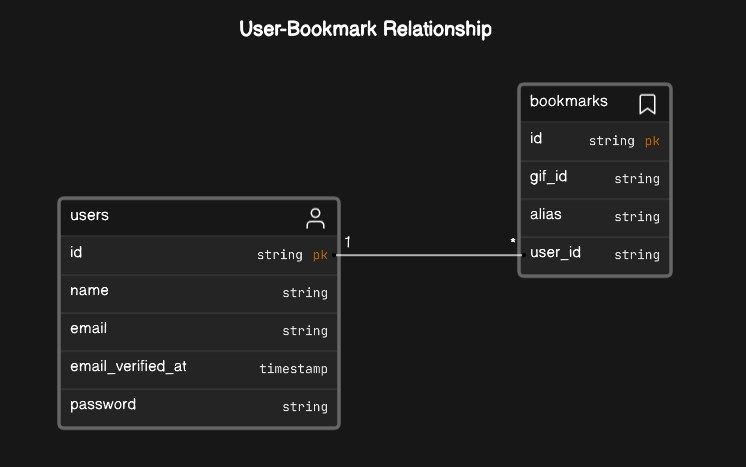 User-Bookmark Relationship
bookmarks
id string pk
gif_id string
alias string
user_id string
users
id string pk
name string
email string
email_verified_at timestamp
password string
1
*